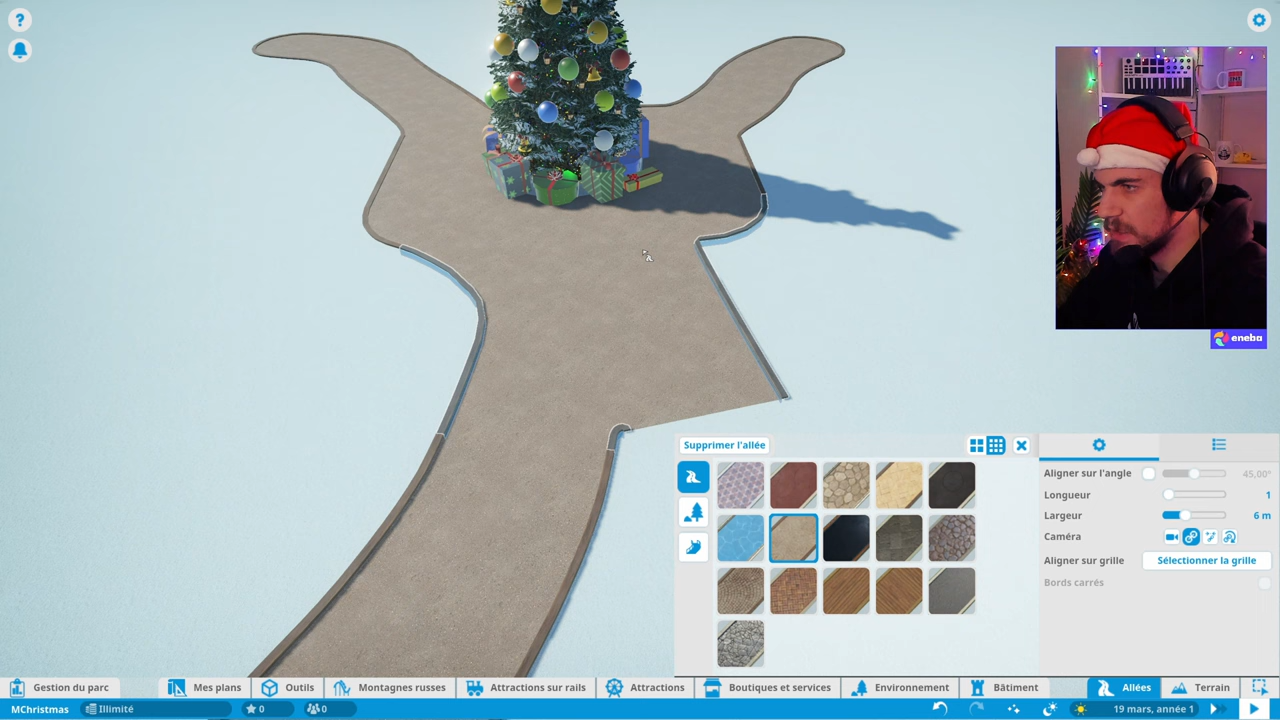 ?
eneba
Supprimer l'allée
Aligner sur l'angle
45,00°
Longueur
1
Largeur
6 m
Caméra
Aligner sur grille
Sélectionner la grille
Bords carrés
Gestion du parc
Mes plans
Outils
Montagnes russes
Attractions sur rails
Attractions
Boutiques et services
Environnement
Bâtiment
Allées
Terrain
MChristmas
Illimité
0
0
19 mars, année 1